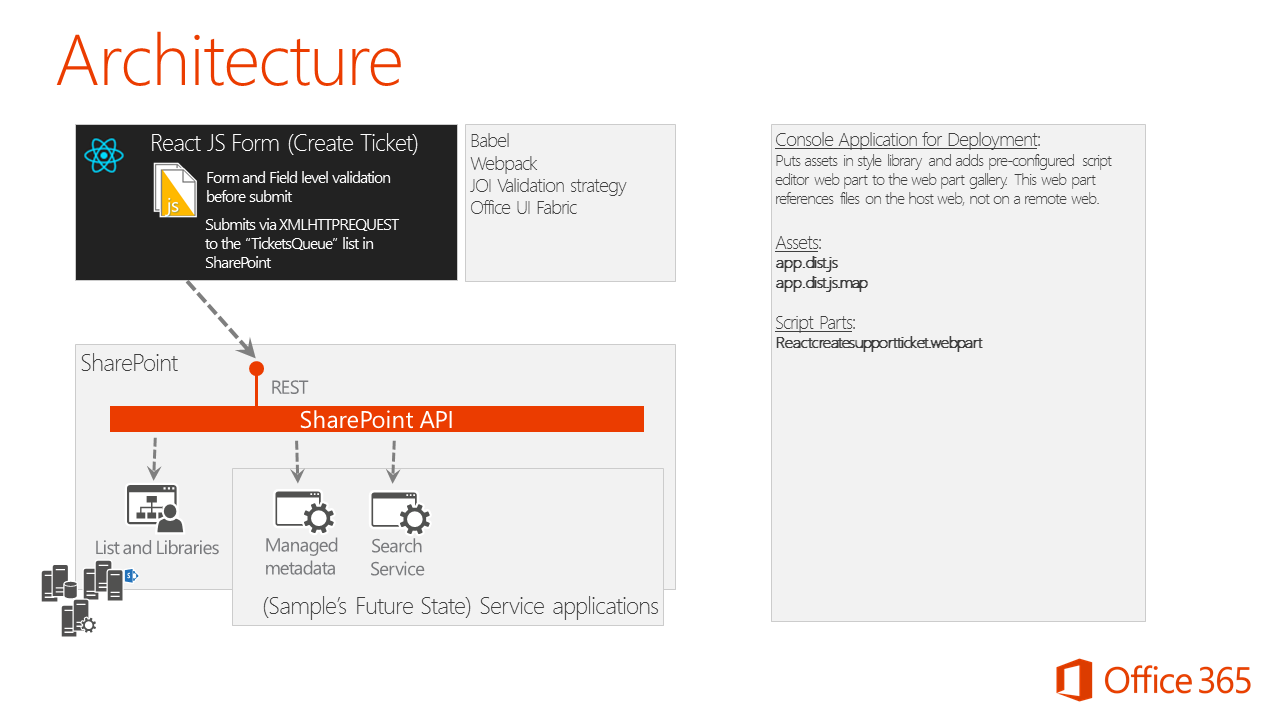 Architecture
React JS Form (Create Ticket)
js
Form and Field level validation
before submit
Submits via XMLHTTPREQUEST
to the “TicketsQueue” list in
SharePoint
Babel
Webpack
JOI Validation strategy
Office UI Fabric
SharePoint
REST
SharePoint API
List and Libraries
Managed
metadata
Search
Service
S
(Sample’s Future State) Service applications
Console Application for Deployment:
Puts assets in style library and adds pre-configured script
editor web part to the web part gallery. This web part
references files on the host web, not on a remote web.
Assets:
app.dist.js
app.dist.js.map
Script Parts:
Reactcreatesupportticket.webpart
Office 365